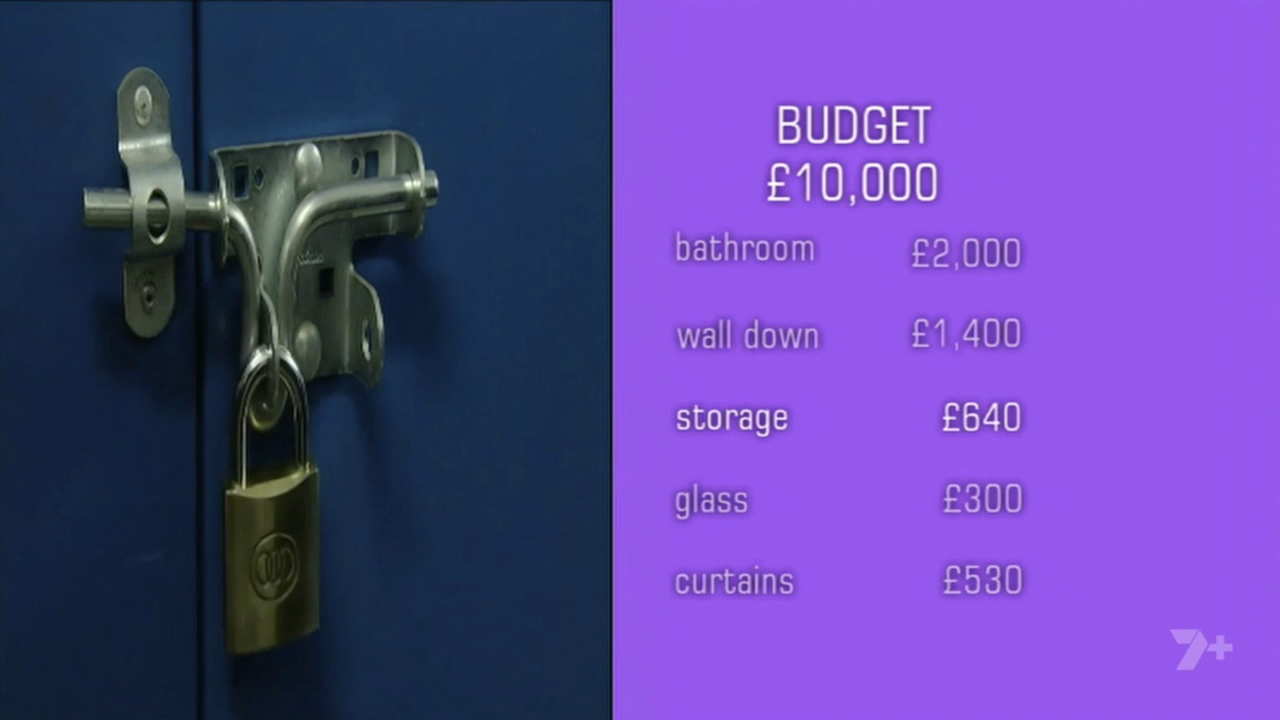 BUDGET
£10,000
bathroom £2,000
wall down £1,400
storage £640
glass £300
curtains £530
7+